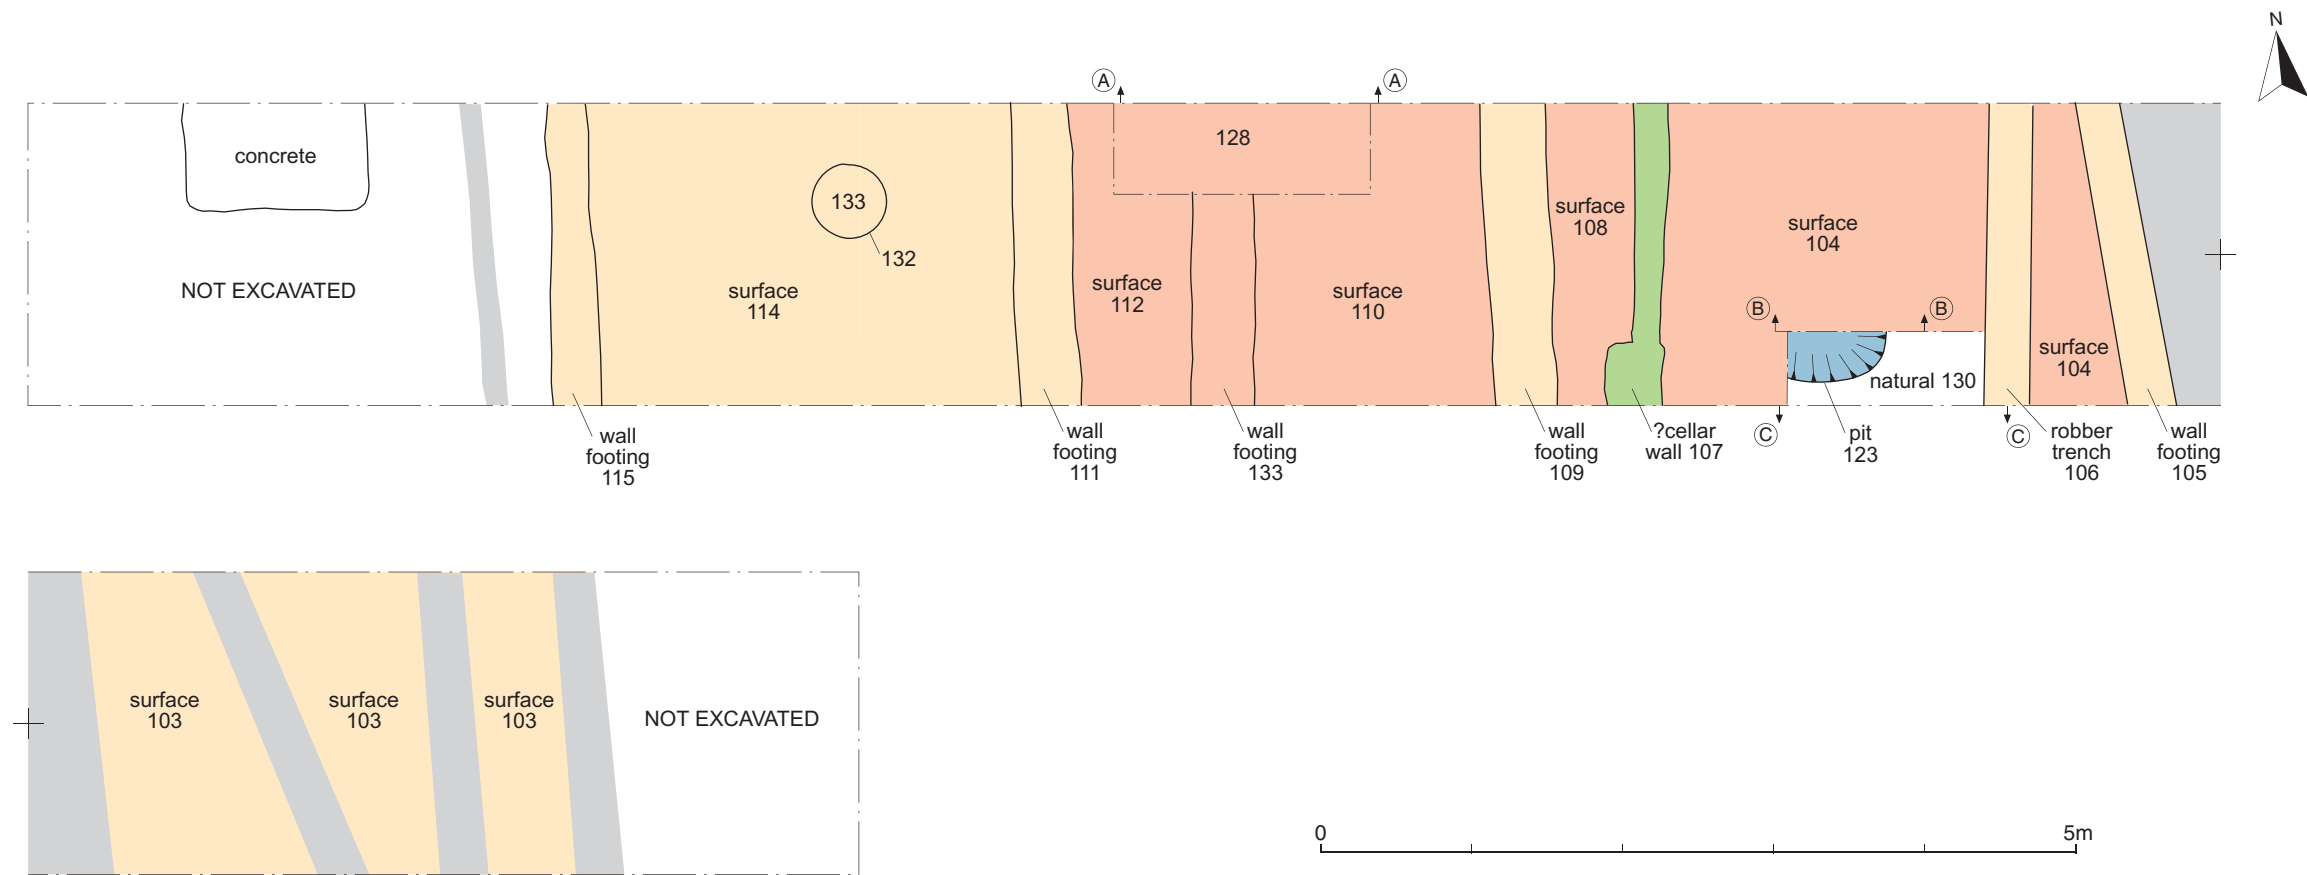 N
A A
concrete
128
133
132
NOT EXCAVATED
surface
114
surface
112
surface
110
surface
108
surface
104
B B
natural 130
surface
104
C C
wall
footing
115
wall
footing
111
wall
footing
133
wall
footing
109
?cellar
wall 107
pit
123
robber
trench
106
wall
footing
105
surface
103
surface
103
surface
103
NOT EXCAVATED
0 5m